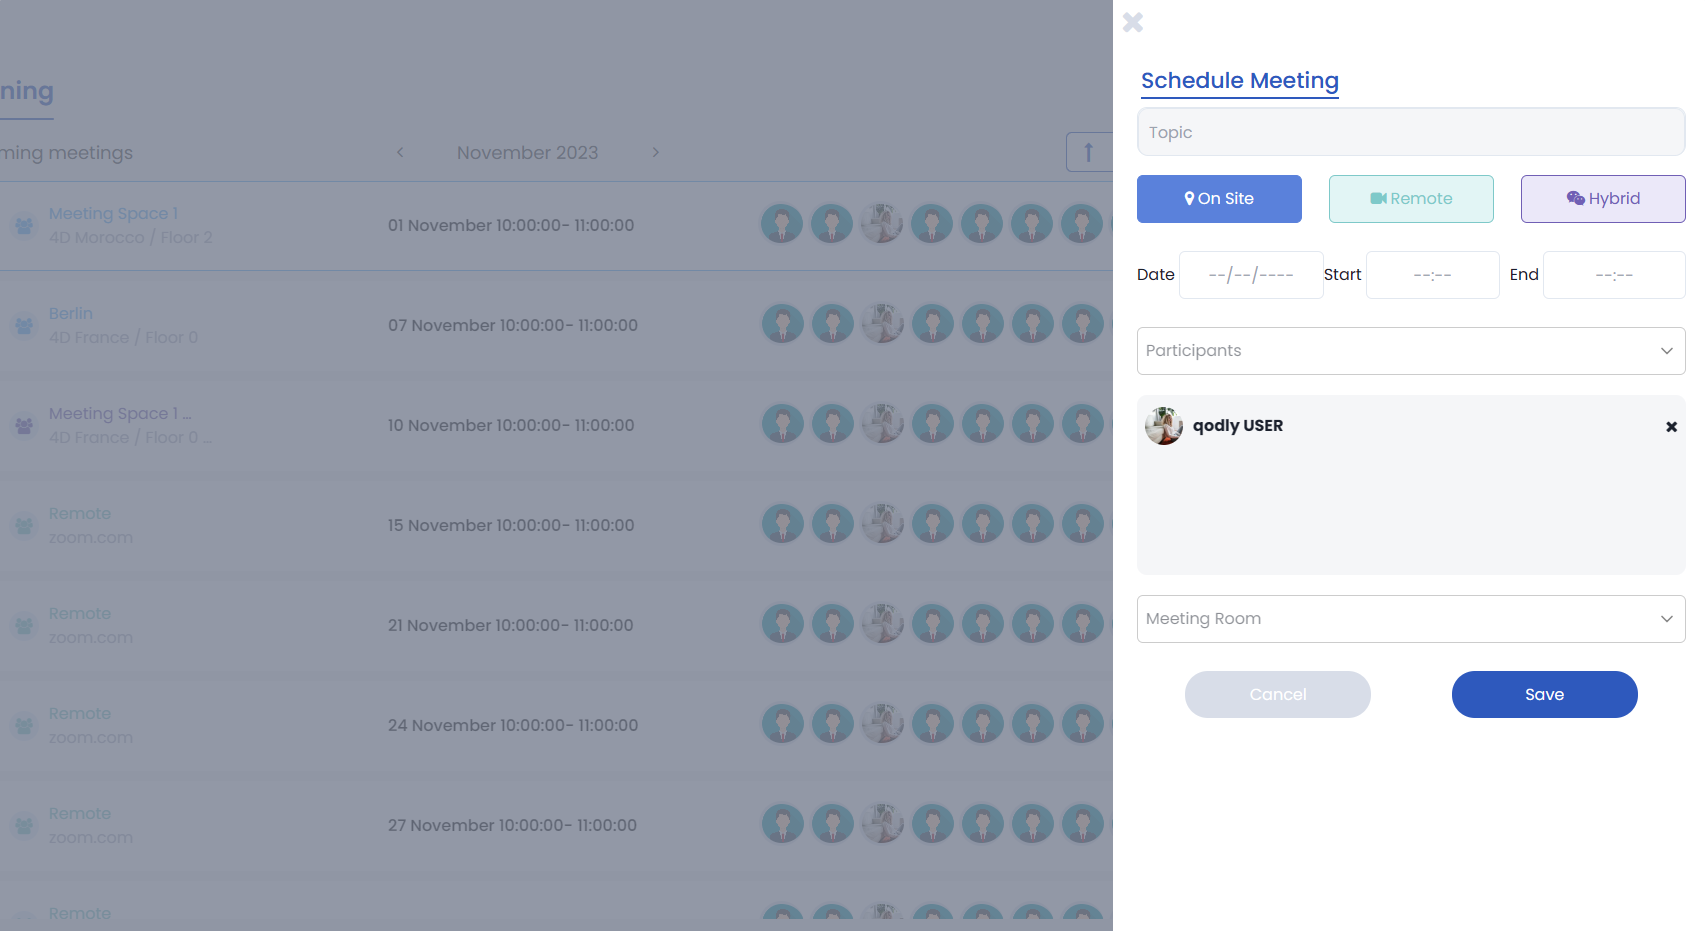 ning
ming meetings
November 2023
Meeting Space 1
4D Morocco / Floor 2
01 November 10:00:00- 11:00:00
Berlin
4D France / Floor 0
07 November 10:00:00- 11:00:00
Meeting Space 1 ...
4D France / Floor 0 ...
10 November 10:00:00- 11:00:00
Remote
zoom.com
15 November 10:00:00- 11:00:00
Remote
zoom.com
21 November 10:00:00- 11:00:00
Remote
zoom.com
24 November 10:00:00- 11:00:00
Remote
zoom.com
27 November 10:00:00- 11:00:00
Remote
Schedule Meeting
Topic
On Site
Remote
Hybrid
Date --/--/---- Start --:-- End --:--
Participants
qodly USER
Meeting Room
Cancel
Save